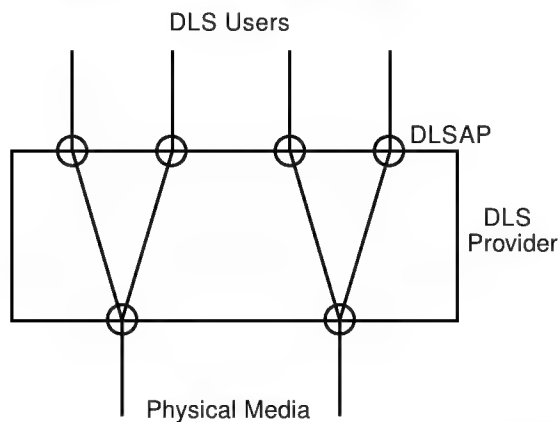 DLS Users
DLSAP
DLS
Provider
Physical Media